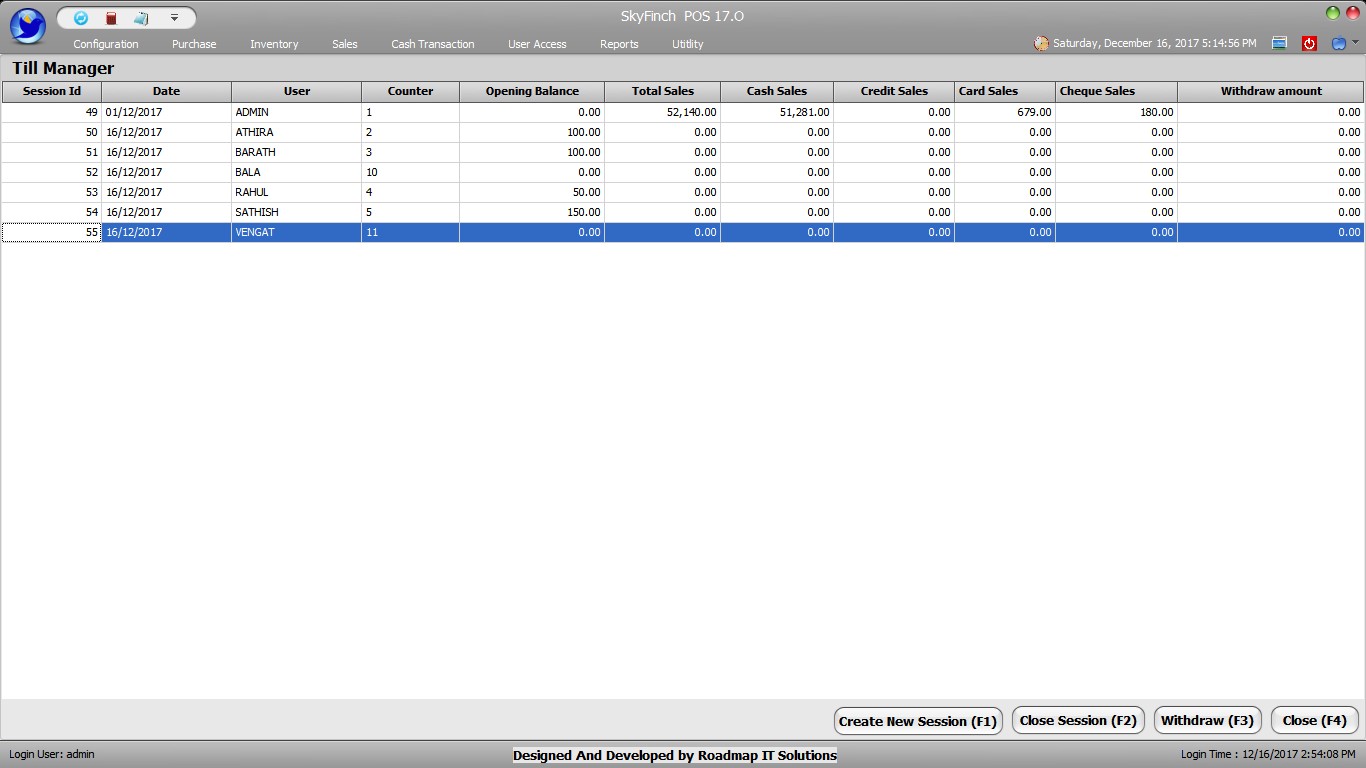 SkyFinch POS 17.O
Configuration Purchase Inventory Sales Cash Transaction User Access Reports Utitlity Saturday, December 16, 2017 5:14:56 PM
Till Manager
Session Id Date User Counter Opening Balance Total Sales Cash Sales Credit Sales Card Sales Cheque Sales Withdraw amount
49 01/12/2017 ADMIN 1 0.00 52,140.00 51,281.00 0.00 679.00 180.00 0.00
50 16/12/2017 ATHIRA 2 100.00 0.00 0.00 0.00 0.00 0.00 0.00
51 16/12/2017 BARATH 3 100.00 0.00 0.00 0.00 0.00 0.00 0.00
52 16/12/2017 BALA 10 0.00 0.00 0.00 0.00 0.00 0.00 0.00
53 16/12/2017 RAHUL 4 50.00 0.00 0.00 0.00 0.00 0.00 0.00
54 16/12/2017 SATHISH 5 150.00 0.00 0.00 0.00 0.00 0.00 0.00
55 16/12/2017 VENGAT 11 0.00 0.00 0.00 0.00 0.00 0.00 0.00
Create New Session (F1) Close Session (F2) Withdraw (F3) Close (F4)
Login User: admin Designed And Developed by Roadmap IT Solutions Login Time : 12/16/2017 2:54:08 PM